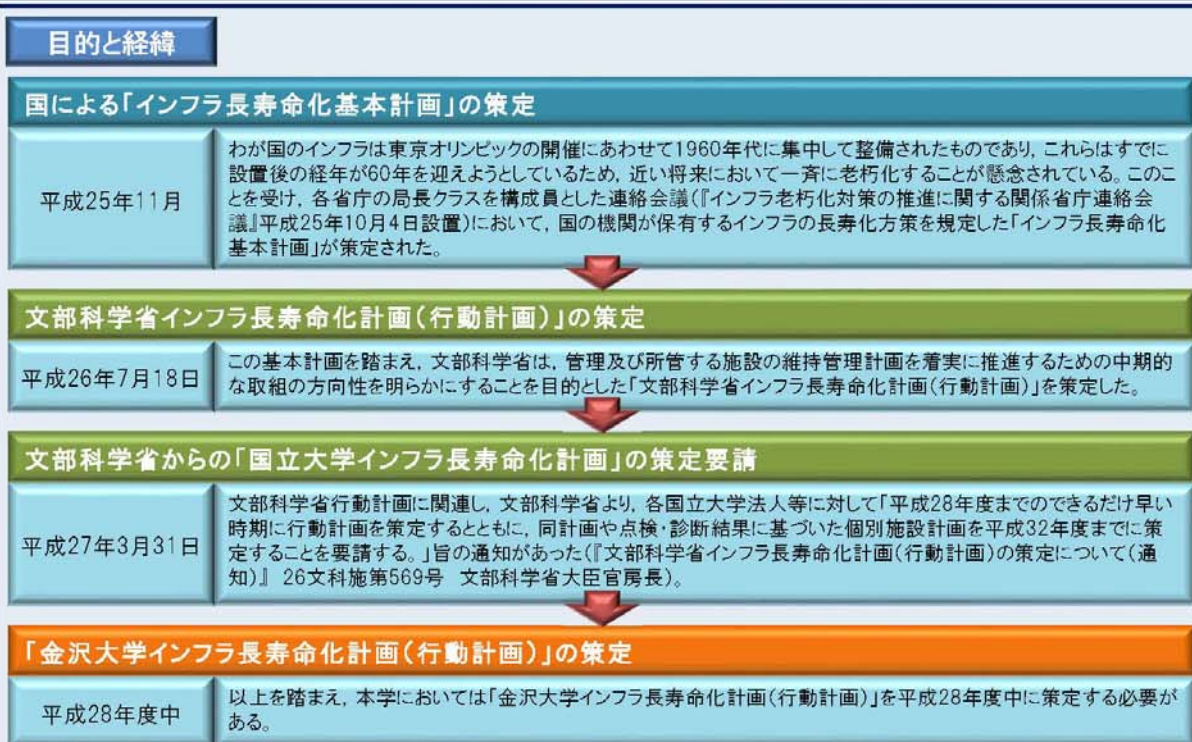 目的と経緯
国による「インフラ長寿命化基本計画」の策定
平成25年11月
わが国のインフラは東京オリンピックの開催にあわせて1960年代に集中して整備されたものであり，これらはすでに
設置後の経年が60年を迎えようとしているため，近い将来において一斉に老朽化することが懸念されている。このこ
とを受け，各省庁の局長クラスを構成員とした連絡会議（『インフラ老朽化対策の推進に関する関係省庁連絡会
議』平成25年10月4日設置）において，国の機関が保有するインフラの長寿化方策を規定した「インフラ長寿命化
基本計画」が策定された。
文部科学省インフラ長寿命化計画（行動計画）」の策定
平成26年7月18日
この基本計画を踏まえ，文部科学省は，管理及び所管する施設の維持管理計画を着実に推進するための中期的
な取組の方向性を明らかにすることを目的とした「文部科学省インフラ長寿命化計画（行動計画）」を策定した。
文部科学省からの「国立大学インフラ長寿命化計画」の策定要請
平成27年3月31日
文部科学省行動計画に関連し，文部科学省より，各国立大学法人等に対して「平成28年度までのできるだけ早い
時期に行動計画を策定するとともに，同計画や点検・診断結果に基づいた個別施設計画を平成32年度までに策
定することを要請する。」旨の通知があった（『文部科学省インフラ長寿命化計画（行動計画）の策定について（通
知）』 26文科施第569号 文部科学省大臣官房長）。
「金沢大学インフラ長寿命化計画（行動計画）」の策定
平成28年度中
以上を踏まえ，本学においては「金沢大学インフラ長寿命化計画（行動計画）」を平成28年度中に策定する必要が
ある。